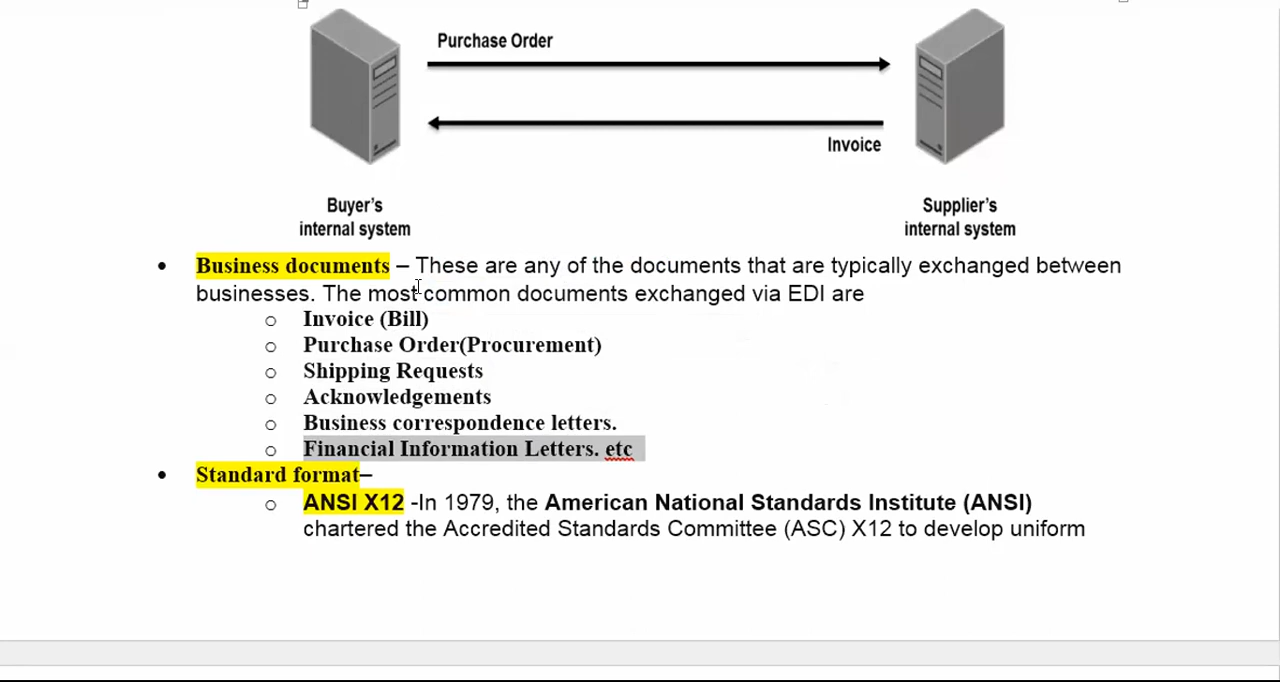 Purchase Order
Invoice
Buyer's
internal system
Supplier's
internal system
• Business documents – These are any of the documents that are typically exchanged between
businesses. The most common documents exchanged via EDI are
o Invoice (Bill)
o Purchase Order(Procurement)
o Shipping Requests
o Acknowledgements
o Business correspondence letters.
o Financial Information Letters. etc
• Standard format–
o ANSI X12 -In 1979, the American National Standards Institute (ANSI)
chartered the Accredited Standards Committee (ASC) X12 to develop uniform